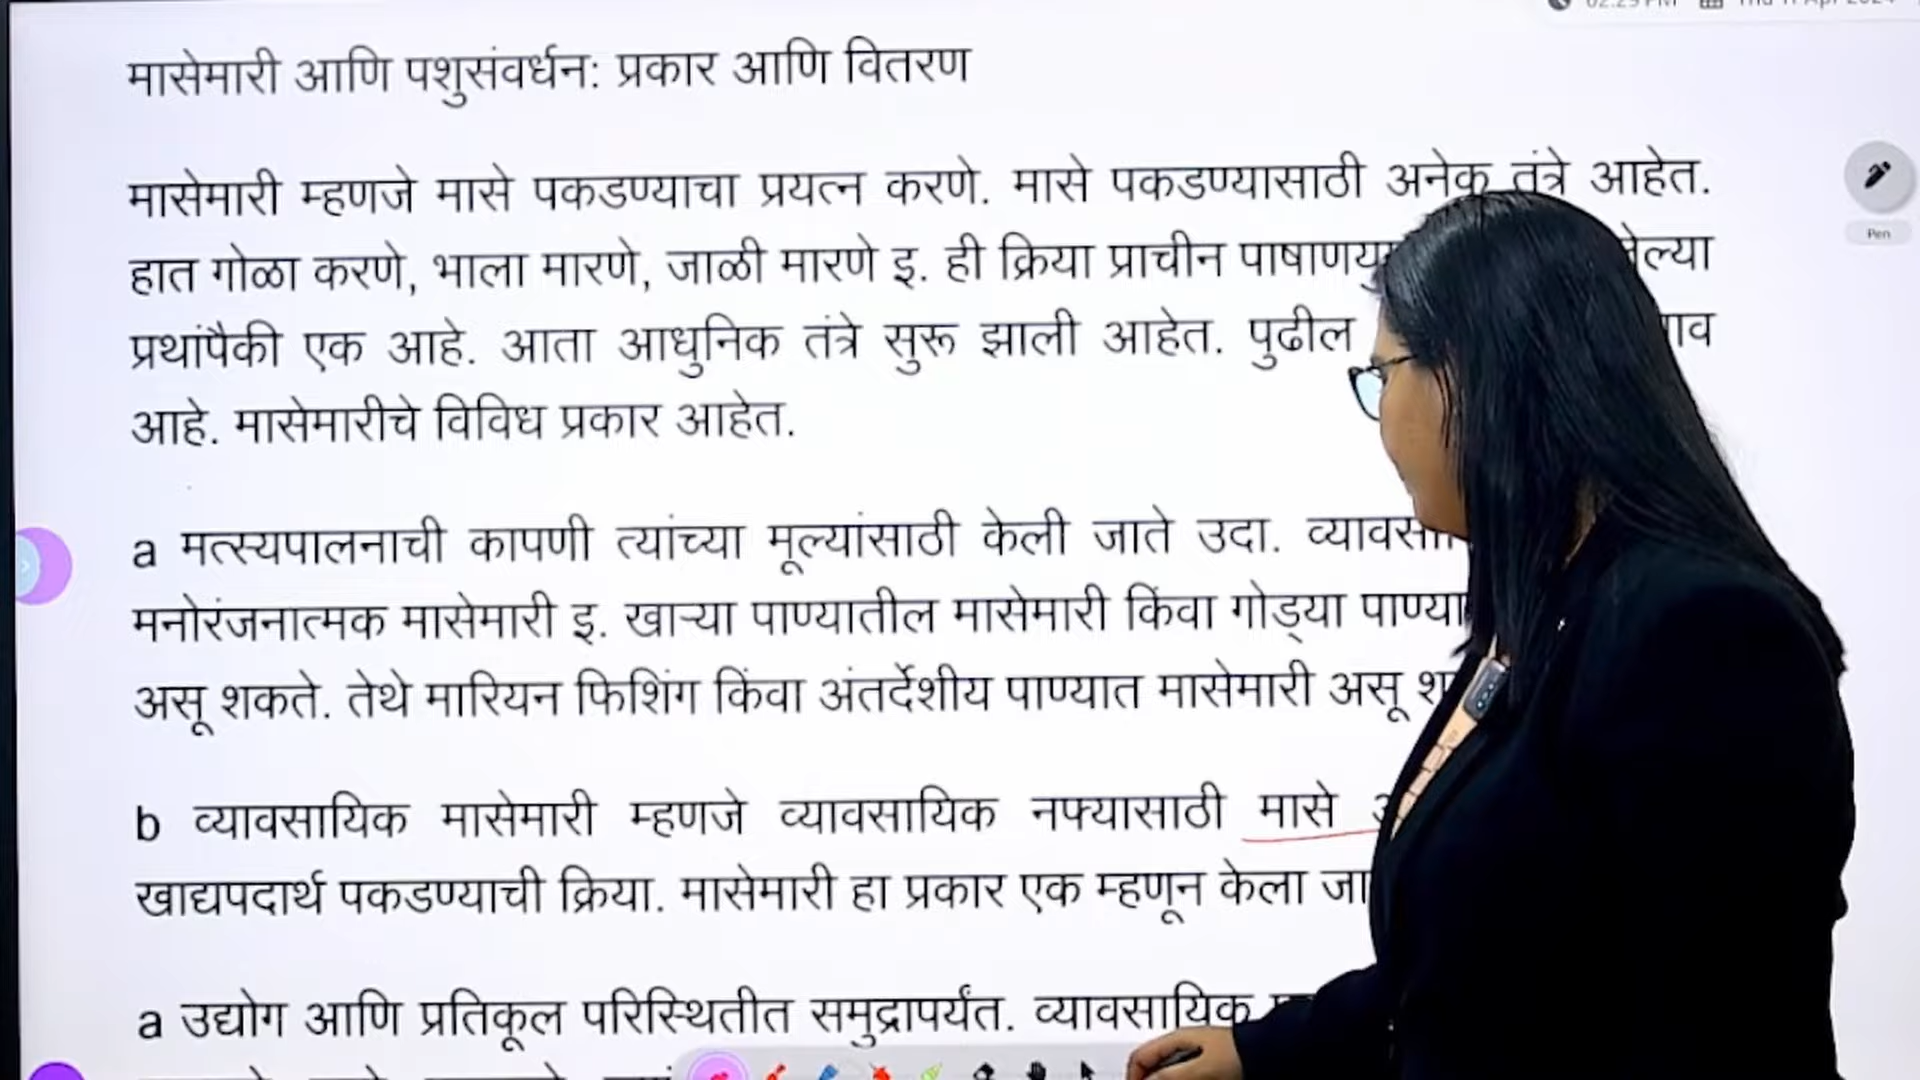 मासेमारी आणि पशुसंवर्धन: प्रकार आणि वितरण
मासेमारी म्हणजे मासे पकडण्याचा प्रयत्न करणे. मासे पकडण्यासाठी अनेक तंत्रे आहेत.
हात गोळा करणे, भाला मारणे, जाळी मारणे इ. ही क्रिया प्राचीन
प्रथांपैकी एक आहे. आता आधुनिक तंत्रे सुरू झाली आहेत. पुढील
आहे. मासेमारीचे विविध प्रकार आहेत.
Pen
a मत्स्यपालनाची कापणी त्यांच्या मूल्यांसाठी केली जाते उदा.
मनोरंजनात्मक मासेमारी इ. खाऱ्या पाण्यातील मासेमारी किंवा गोड्या
असू शकते. तेथे मारियन फिशिंग किंवा अंतर्देशीय पाण्यात मासेमारी असू
b व्यावसायिक मासेमारी म्हणजे व्यावसायिक नफ्यासाठी मासे
खाद्यपदार्थ पकडण्याची क्रिया. मासेमारी हा प्रकार एक म्हणून केला
a उद्योग आणि प्रतिकूल परिस्थितीत समुद्रापर्यंत. व्यावसायिक